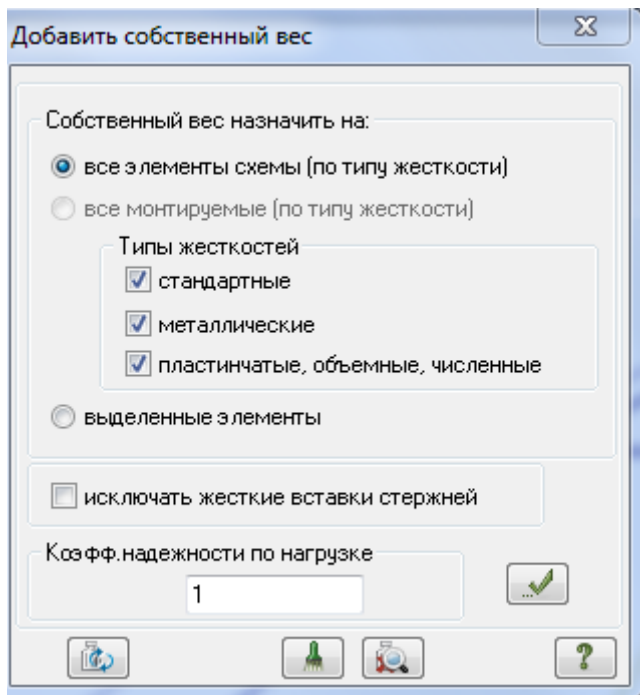 Добавить собственный вес
Собственный вес назначить на:
все элементы схемы (по типу жесткости)
все монтируемые (по типу жесткости)
Типы жесткостей
стандартные
металлические
пластинчатые, объемные, численные
выделенные элементы
исключать жесткие вставки стержней
Коэфф.надежности по нагрузке
1
...
?